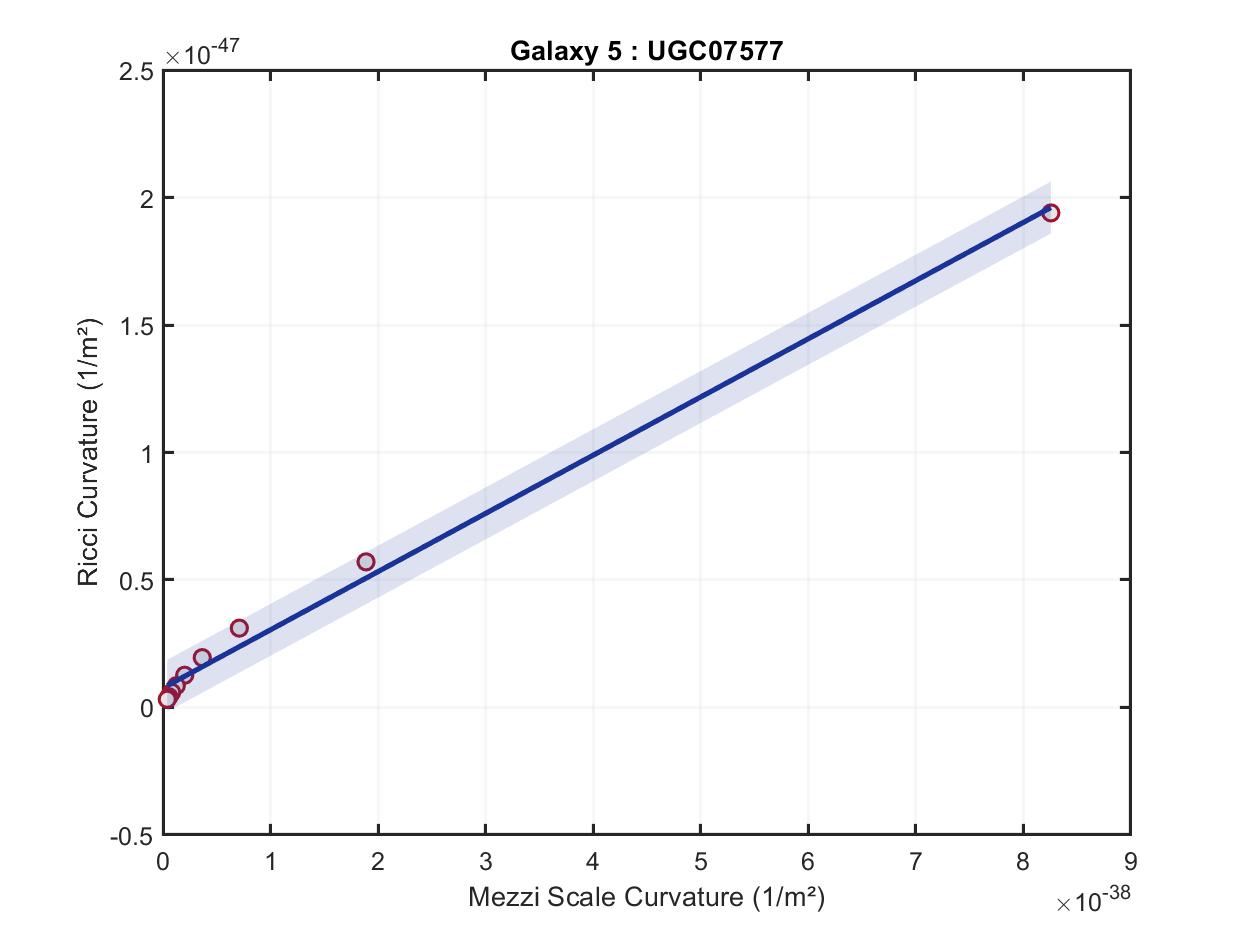 Galaxy 5 : UGC07577
×10-47
2.5
2
1.5
1
0.5
0
-0.5
Ricci Curvature (1/m²)
0 1 2 3 4 5 6 7 8 9
Mezzi Scale Curvature (1/m²)
×10-38